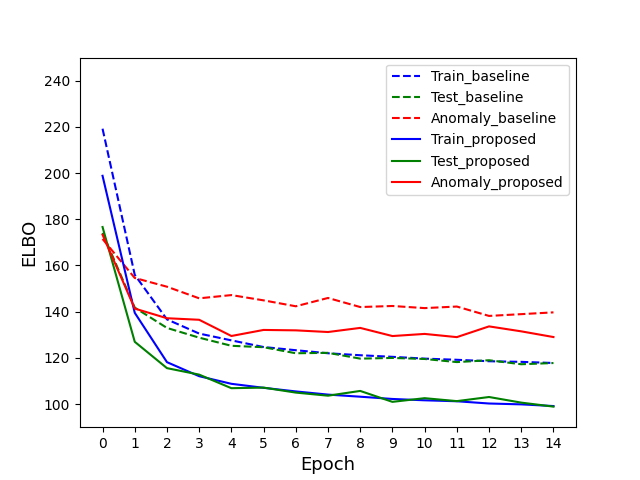 240
220
200
180
160
140
120
100
ELBO
Train_baseline
Test_baseline
Anomaly_baseline
Train_proposed
Test_proposed
Anomaly_proposed
0 1 2 3 4 5 6 7 8 9 10 11 12 13 14
Epoch